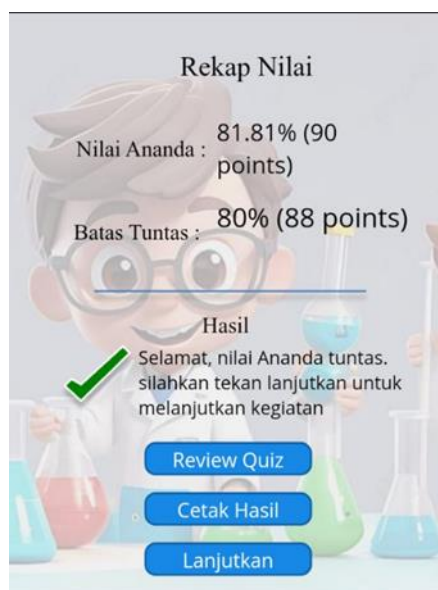 Rekap Nilai
Nilai Ananda : 81.81% (90
points)
Batas Tuntas : 80% (88 points)
Hasil
Selamat, nilai Ananda tuntas.
silahkan tekan lanjutkan untuk
melanjutkan kegiatan
Review Quiz
Cetak Hasil
Lanjutkan